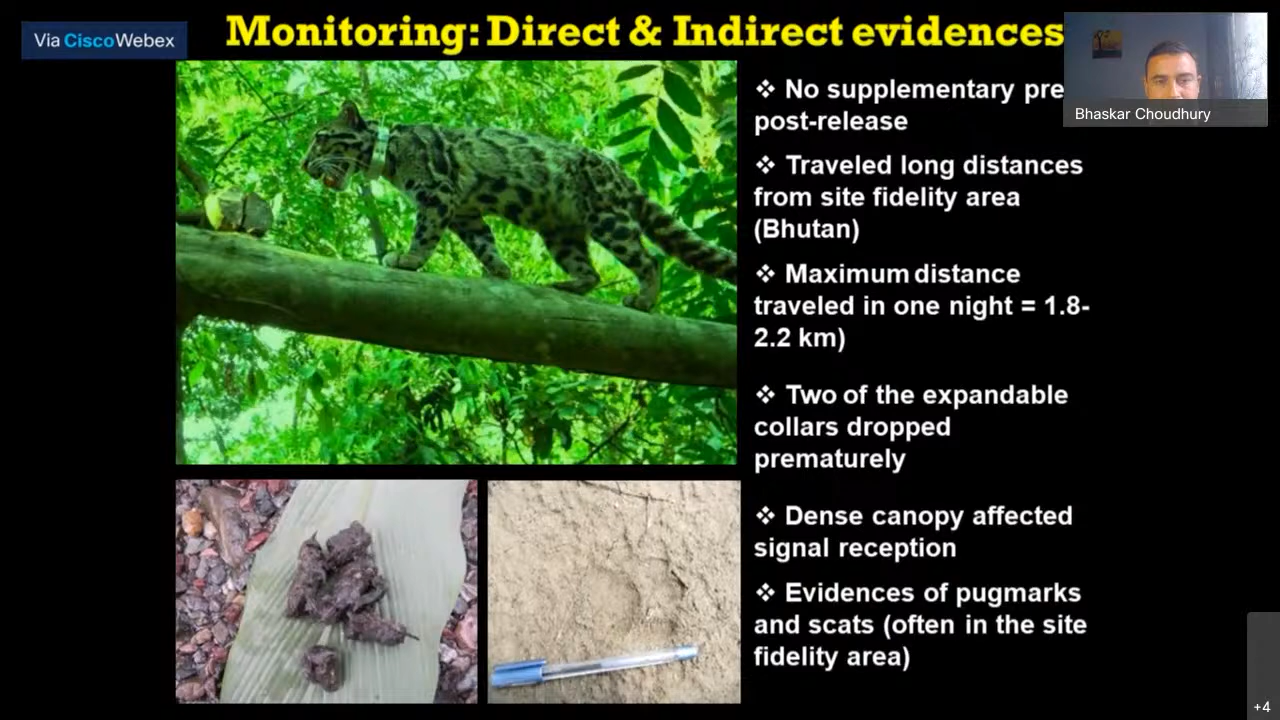 Via Cisco Webex
Monitoring: Direct & Indirect evidences
❖ No supplementary
post-release
❖ Traveled long distances
from site fidelity area
(Bhutan)
❖ Maximum distance
traveled in one night = 1.8-
2.2 km)
❖ Two of the expandable
collars dropped
prematurely
❖ Dense canopy affected
signal reception
❖ Evidences of pugmarks
and scats (often in the site
fidelity area)
Bhaskar Choudhury
+4